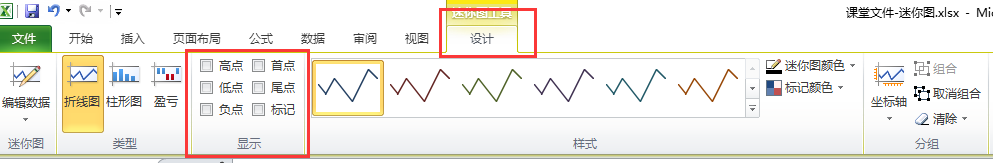 迷你图工具
课堂文件-迷你图.xlsx - Mic
文件 开始 插入 页面布局 公式 数据 审阅 视图 设计
编辑数据 折线图 柱形图 盈亏
高点 首点
低点 尾点
负点 标记
迷你图颜色
标记颜色
坐标轴
组合
取消组合
清除
迷你图 类型 显示 样式 分组